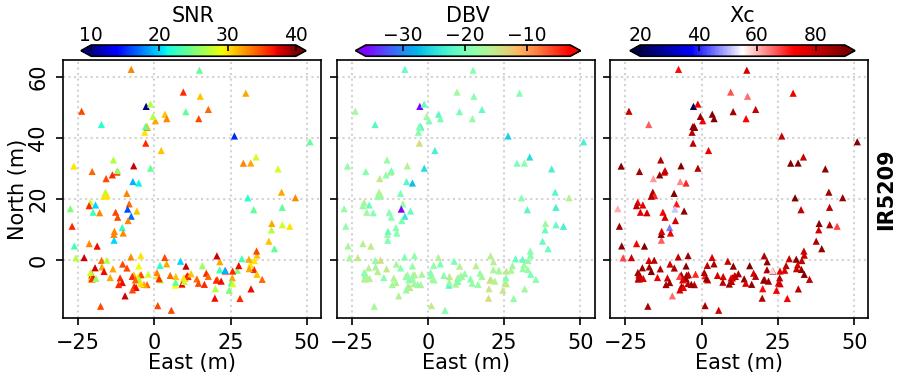 SNR DBV Xc
10 20 30 40 −30 −20 −10 20 40 60 80
60
40
20
0
North (m)
IR5209
−25 0 25 50 −25 0 25 50 −25 0 25 50
East (m) East (m) East (m)